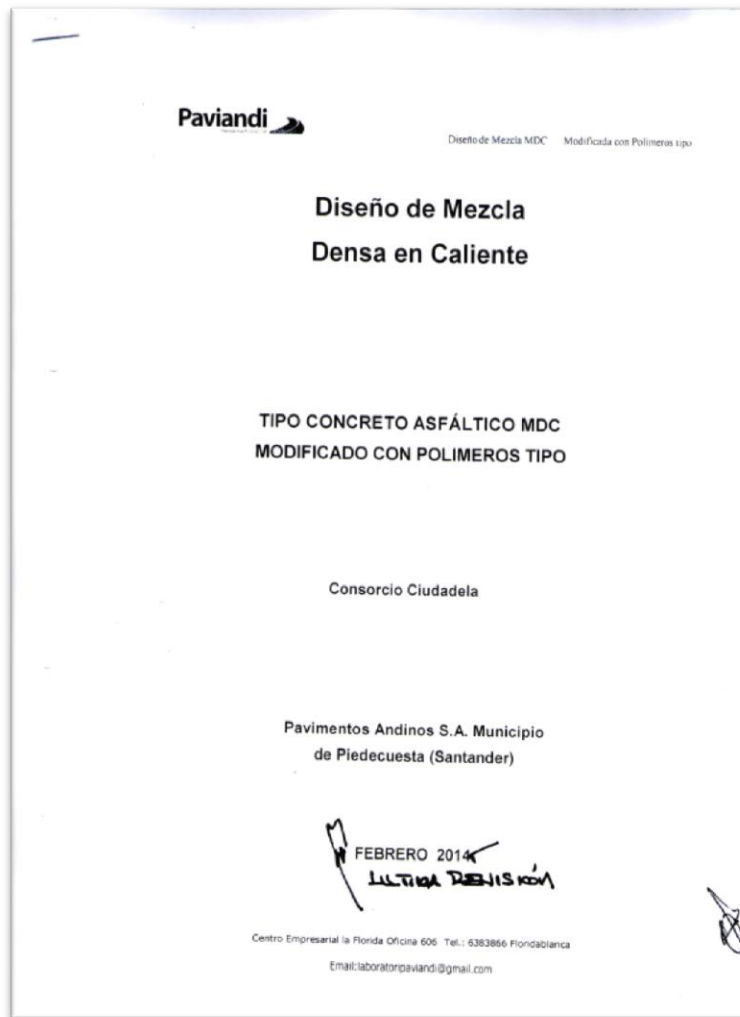 Paviandi
Diseño de Mezcla MDC Modificada con Polimeros tipo
Diseño de Mezcla
Densa en Caliente
TIPO CONCRETO ASFÁLTICO MDC
MODIFICADO CON POLIMEROS TIPO
Consorcio Ciudadela
Pavimentos Andinos S.A. Municipio
de Piedecuesta (Santander)
FEBRERO 2014
ULTIMA REVISIÓN
Centro Empresarial la Florida Oficina 606 Tel.: 6383866 Floridablanca
Email:laboratoripaviandi@gmail.com